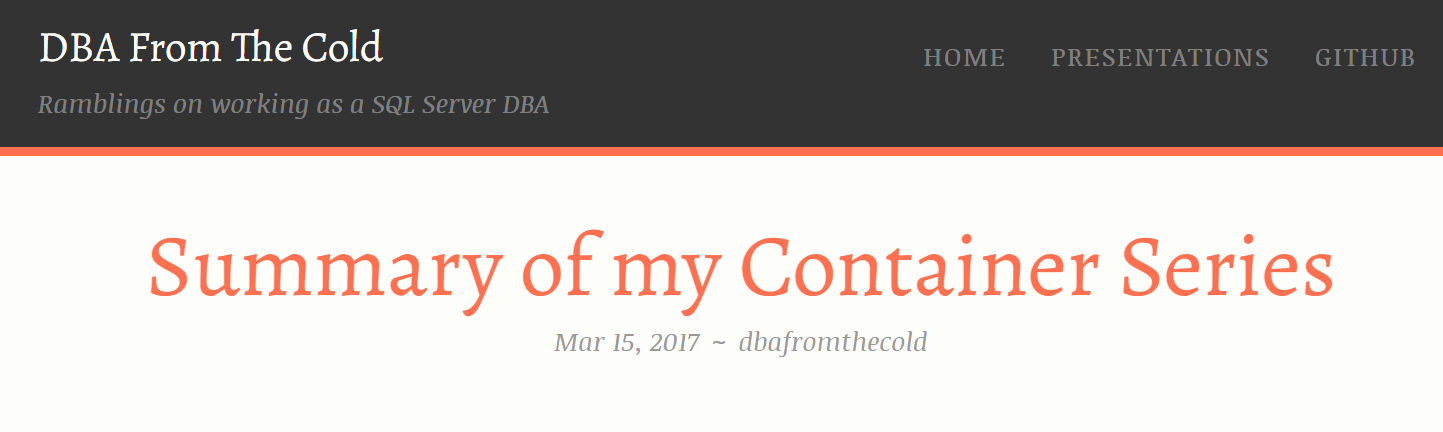 DBA From The Cold
HOME PRESENTATIONS GITHUB
Ramblings on working as a SQL Server DBA
Summary of my Container Series
Mar 15, 2017 ~ dbafromthecold